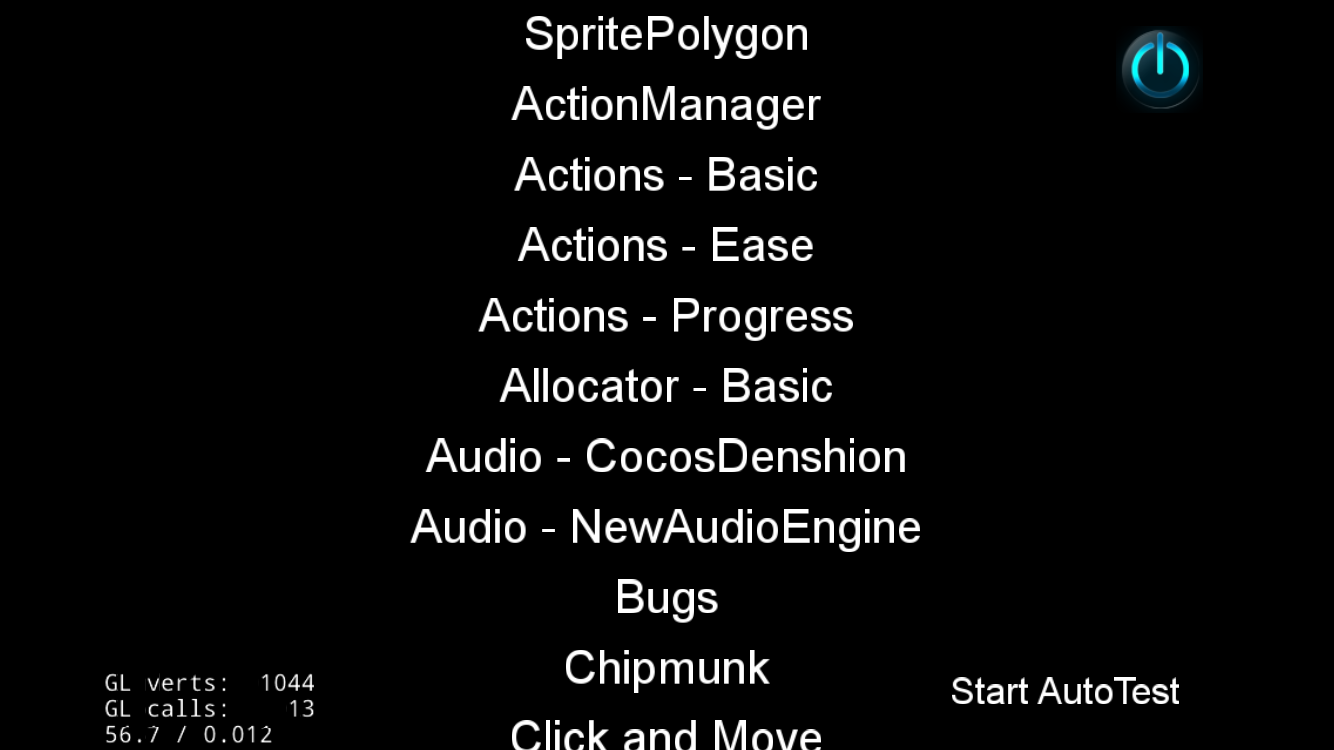 SpritePolygon
ActionManager
Actions - Basic
Actions - Ease
Actions - Progress
Allocator - Basic
Audio - CocosDenshion
Audio - NewAudioEngine
Bugs
Chipmunk
Click and Move
GL verts: 1044
GL calls: 13
56.7 / 0.012
Start AutoTest